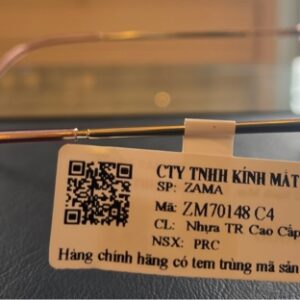 CTY TNHH KÍNH MẮT
SP: ZAMA
Mã: ZM70148 C4
CL: Nhựa TR Cao Cấp
NSX: PRC
Hàng chính hãng có tem trùng mã sản